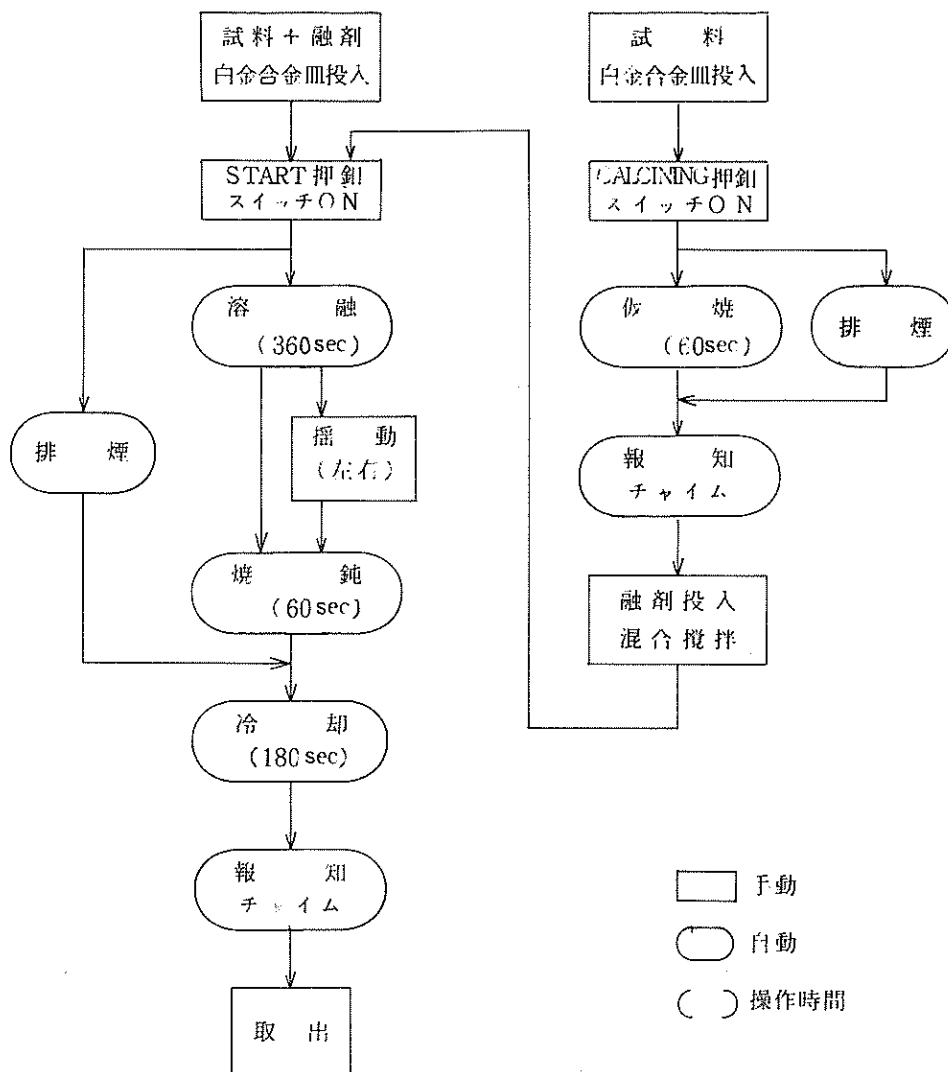 試料+融剤
白金合金皿投入
START押釦
スイッチON
溶融
(360sec)
排煙
揺動
(左右)
焼鈍
(60sec)
冷却
(180sec)
報知
チャイム
取出
試料
白金合金皿投入
CALCINING押釦
スイッチON
仮焼
(60sec)
排煙
報知
チャイム
融剤投入
混合攪拌
手動
自動
( ) 操作時間